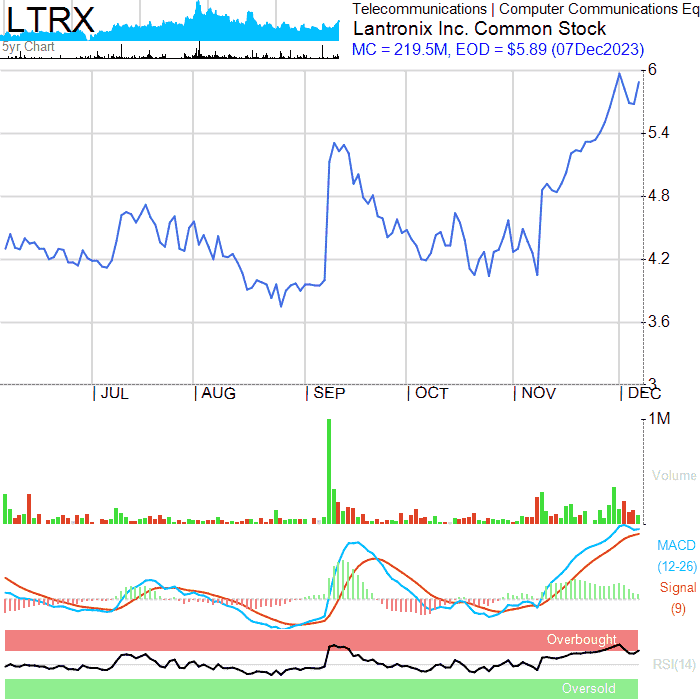 LTRX
5yr Chart
Telecommunications | Computer Communications Eq
Lantronix Inc. Common Stock
MC = 219.5M, EOD = $5.89 (07Dec2023)
6
5.4
4.8
4.2
3.6
3
JUL
AUG
SEP
OCT
NOV
DEC
1M
Volume
MACD
(12-26)
Signal
(9)
Overbought
RSI(14)
Oversold